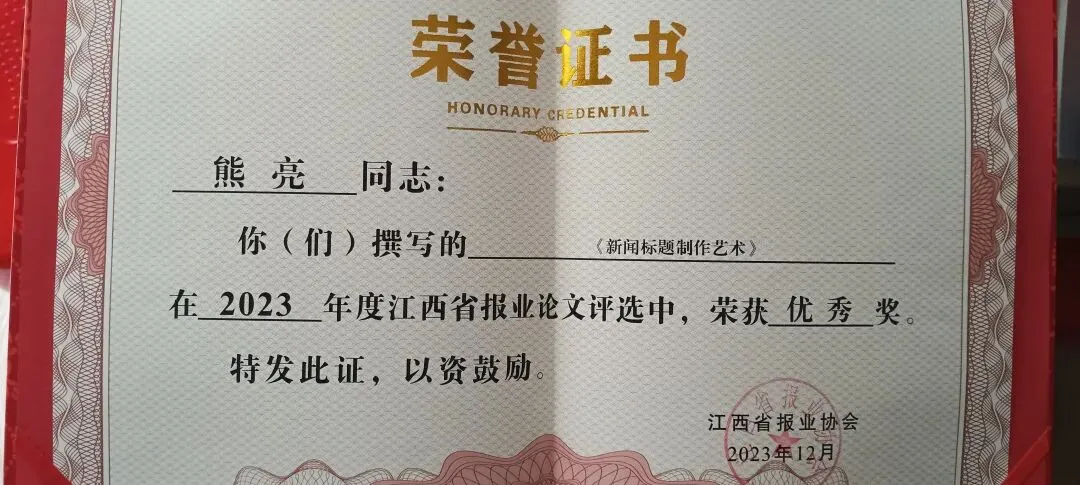 荣誉证书
HONORARY CREDENTIAL
熊亮同志：
你（们）撰写的《新闻标题制作艺术》
在2023年度江西省报业论文评选中，荣获优秀奖。
特发此证，以资鼓励。
江西省报业协会
2023年12月